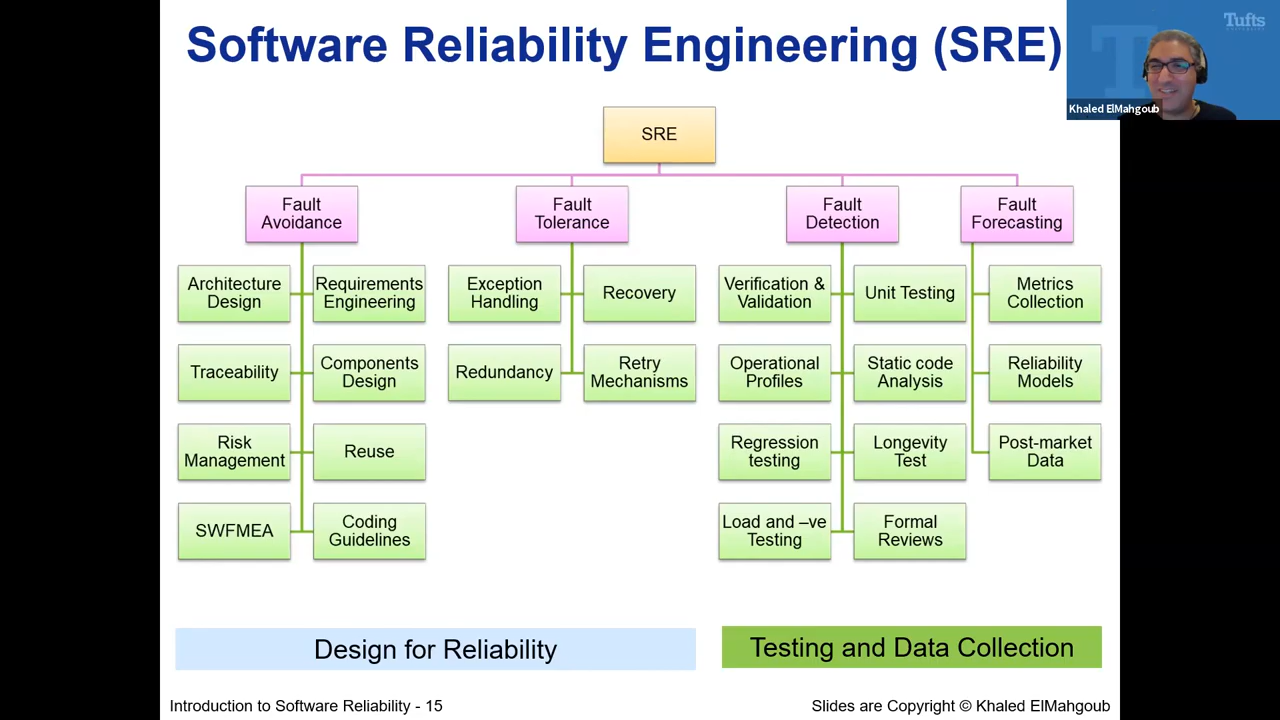 Software Reliability Engineering (SRE)
Tufts
Khaled ElMahgoub
SRE
Fault
Avoidance
Fault
Tolerance
Fault
Detection
Fault
Forecasting
Architecture
Design
Requirements
Engineering
Exception
Handling
Recovery
Verification &
Validation
Unit Testing
Metrics
Collection
Traceability
Components
Design
Redundancy
Retry
Mechanisms
Operational
Profiles
Static code
Analysis
Reliability
Models
Risk
Management
Reuse
Regression
testing
Longevity
Test
Post-market
Data
SWFMEA
Coding
Guidelines
Load and –ve
Testing
Formal
Reviews
Design for Reliability
Testing and Data Collection
Introduction to Software Reliability - 15
Slides are Copyright © Khaled ElMahgoub